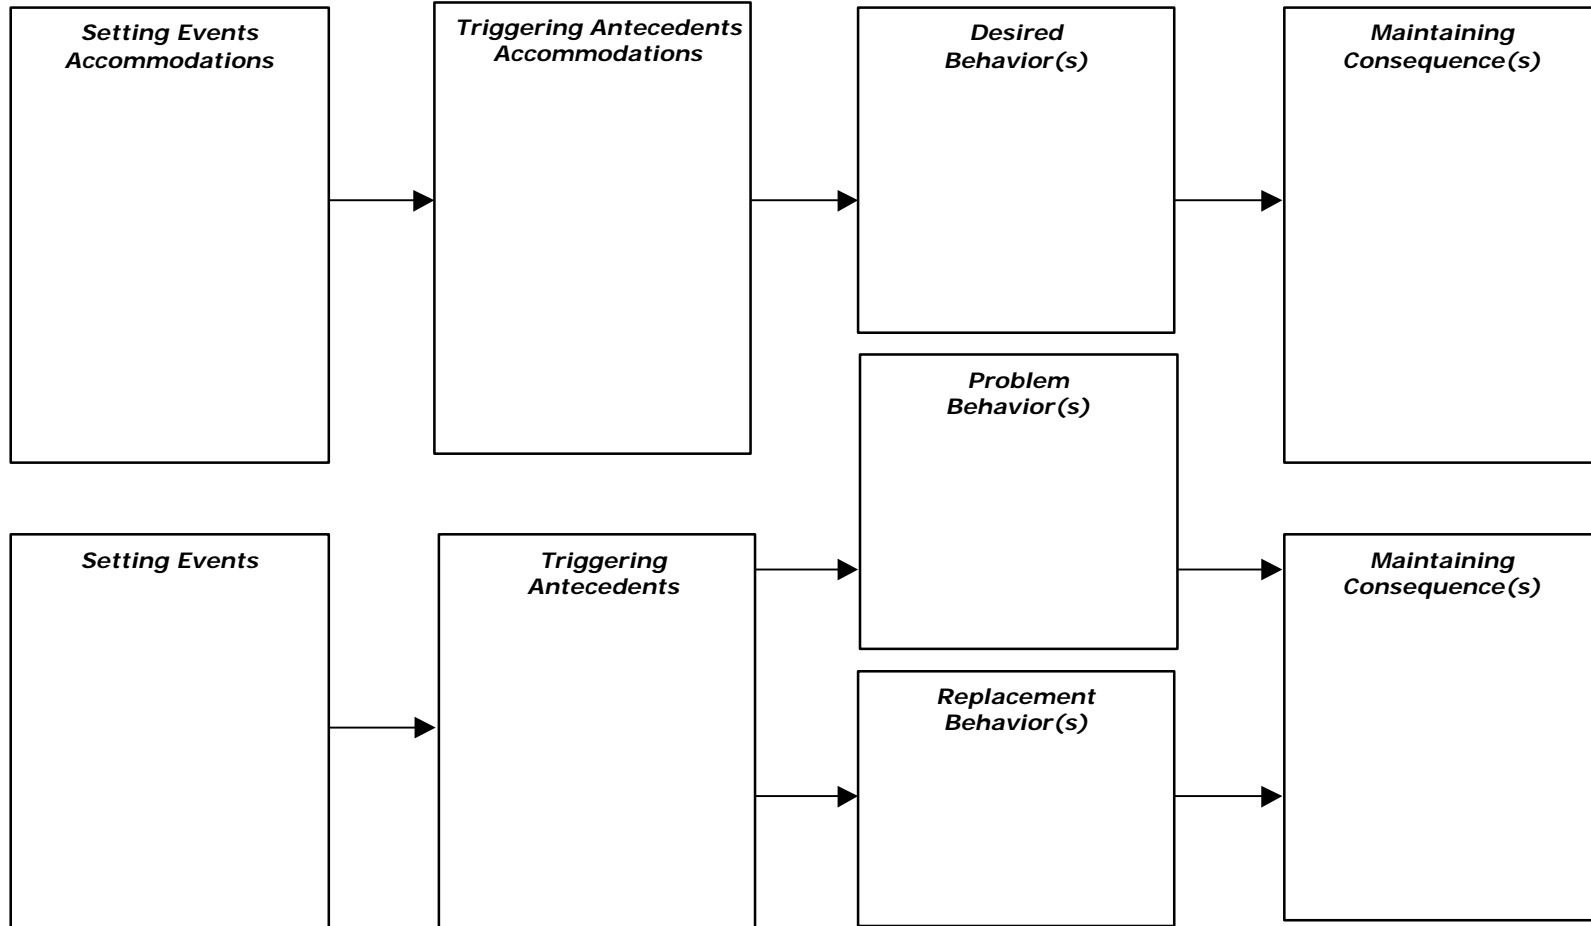 Setting Events
Accommodations
Triggering Antecedents
Accommodations
Desired
Behavior(s)
Maintaining
Consequence(s)
Problem
Behavior(s)
Setting Events
Triggering
Antecedents
Maintaining
Consequence(s)
Replacement
Behavior(s)